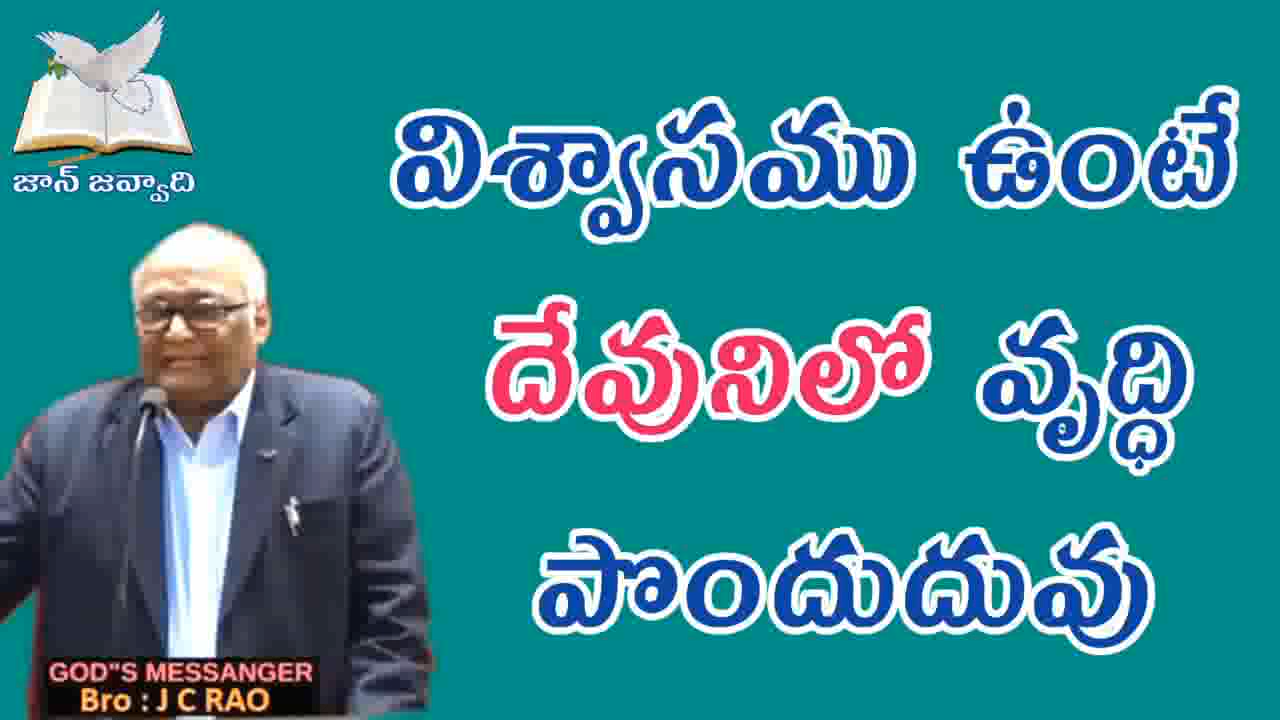 జాన్ జవ్వాది
విశ్వాసము ఉంటే
దేవునిలో వృద్ధి
పొందుదువు
GOD"S MESSANGER
Bro : J C RAO